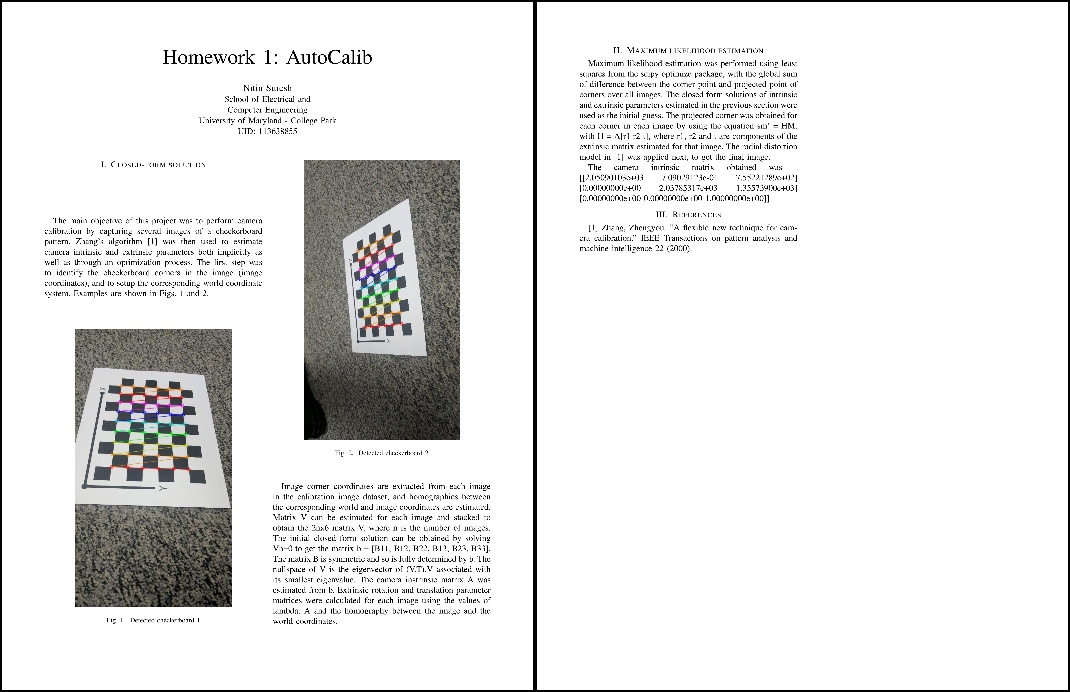 Homework 1: AutoCalib
Nitin Suresh
School of Electrical and
Computer Engineering
University of Maryland - College Park
UID: 113638855
I. Closed-form solution
The main objective of this project was to perform camera
calibration by capturing several images of a checkerboard
pattern. Zhang's algorithm [1] was then used to estimate
camera intrinsic and extrinsic parameters both implicitly as
well as through an optimization process. The first step was
to identify the checkerboard corners in the image (image
coordinates), and to setup the corresponding world coordinate
system. Examples are shown in Figs. 1 and 2.
Fig. 1. Detected checkerboard 1
Fig. 2. Detected checkerboard 2
Image corner coordinates are extracted from each image
in the calibration image dataset, and homographies between
the corresponding world and image coordinates are estimated.
Matrix V can be estimated for each image and stacked to
obtain the 2nx6 matrix V, where n is the number of images.
The initial closed form solution can be obtained by solving
Vb=0 to get the matrix b = [B11, B12, B22, B13, B23, B33].
The matrix B is symmetric and so is fully determined by b. The
nullspace of V is the eigenvector of (V.T).V associated with
its smallest eigenvalue. The camera instrinsic matrix A was
estimated from b. Extrinsic rotation and translation parameter
matrices were calculated for each image using the values of
lambda, A and the homography between the image and the
world coordinates.
II. Maximum likelihood estimation
Maximum likelihood estimation was performed using least
squares from the scipy optimize package, with the global sum
of difference between the corner point and projected point of
corners over all images. The closed form solutions of intrinsic
and extrinsic parameters estimated in the previous section were
used as the initial guess. The projected corner was obtained for
each corner in each image by using the equation sm' = HM,
with H = A[r1 r2 t], where r1, r2 and t are components of the
extrinsic matrix estimated for that image. The radial distortion
model in [1] was applied next, to get the final image.
The camera intrinsic matrix obtained was -
[[2.05090103e+03 -7.09029123e-01 7.55221289e+02]
[0.00000000e+00 2.03785317e+03 1.35573900e+03]
[0.00000000e+00 0.00000000e+00 1.00000000e+00]]
III. References
[1] Zhang, Zhengyou. "A flexible new technique for cam-
era calibration." IEEE Transactions on pattern analysis and
machine intelligence 22 (2000).